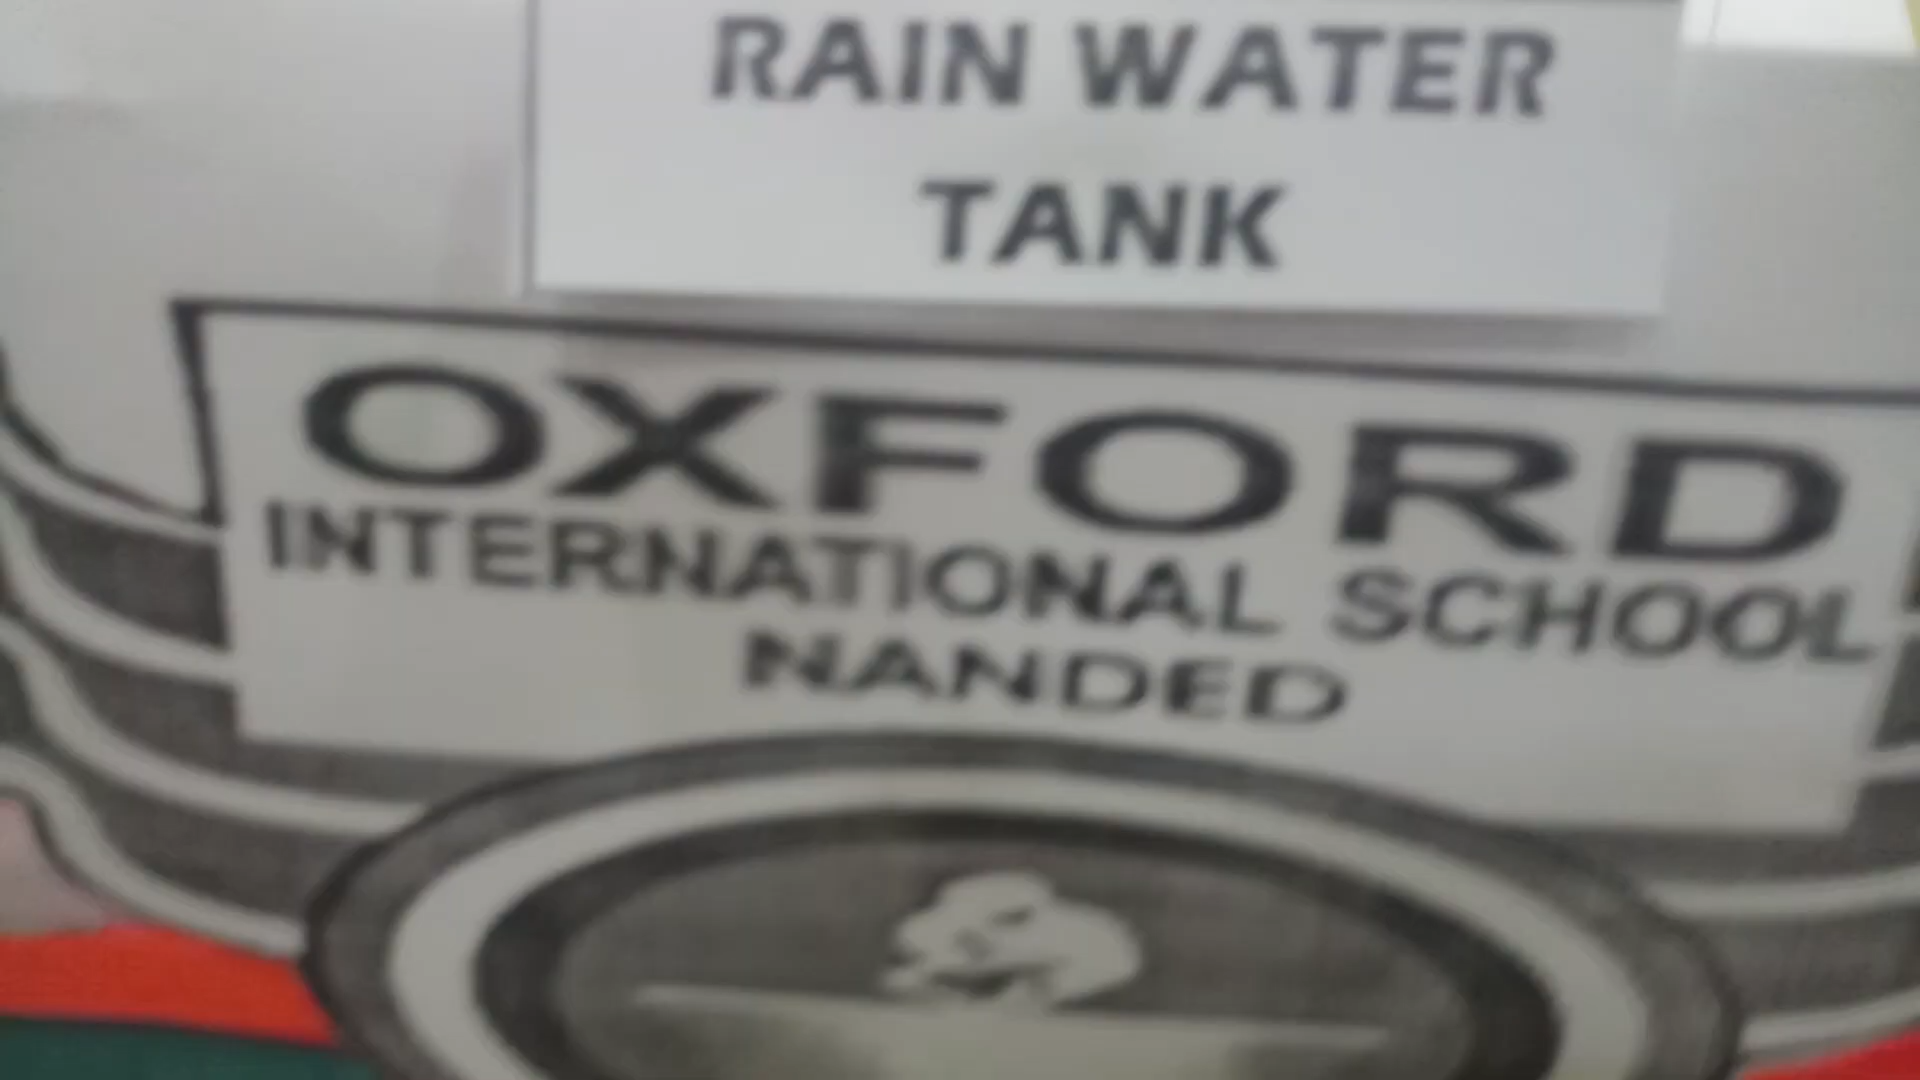 RAIN WATER
TANK
OXFORD
INTERNATIONAL SCHOOL
NANDED